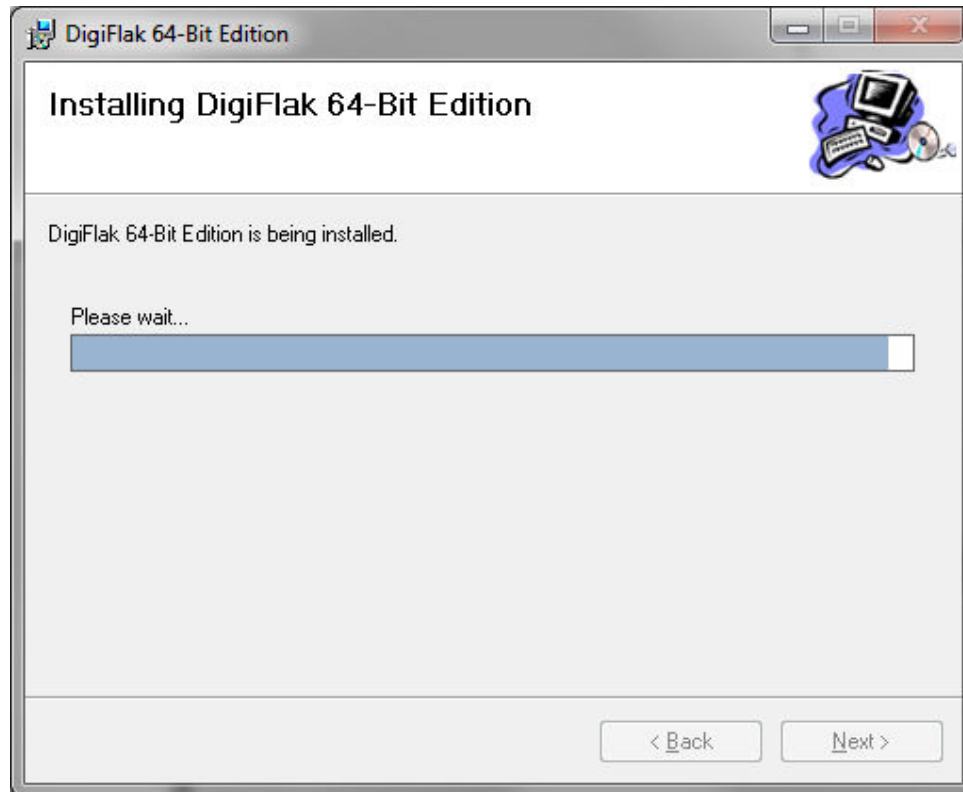 DigiFlak 64-Bit Edition
Installing DigiFlak 64-Bit Edition
DigiFlak 64-Bit Edition is being installed.
Please wait...
< Back Next >